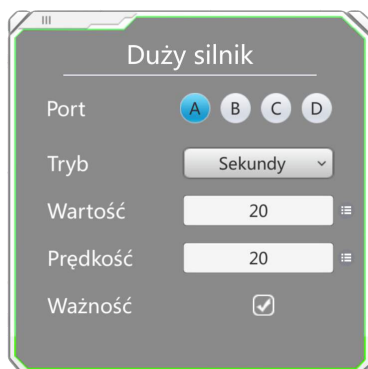 Duży silnik
Port A B C D
Tryb Sekundy
Wartość 20
Prędkość 20
Ważność